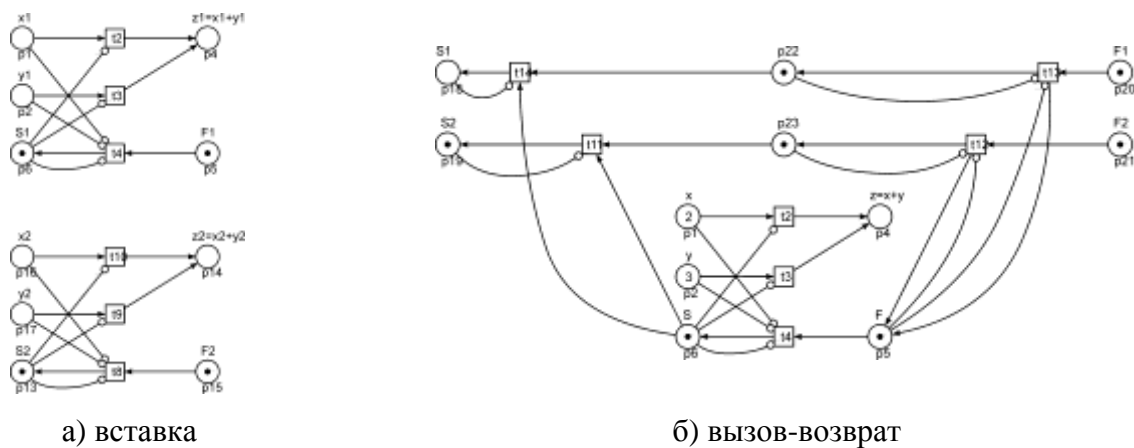 x1
z1=x1+y1
t2
p1
p4
y1
t3
p2
S1
F1
t4
p6
p5
x2
z2=x2+y2
t10
p16
p14
y2
t9
p17
S2
F2
t8
p13
p15
а) вставка
S1
p22
F1
t14
t13
p18
p20
S2
p23
F2
t11
t12
p19
p21
x
z=x+y
2
t2
p1
p4
y
3
t3
p2
S
F
t4
p6
p5
б) вызов-возврат